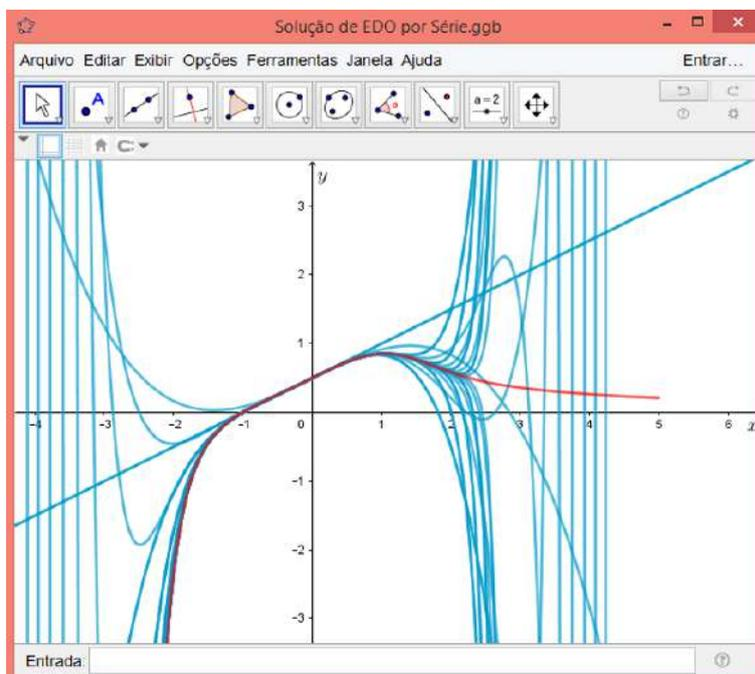 Solução de EDO por Série.ggb
Arquivo Editar Exibir Opções Ferramentas Janela Ajuda Entrar...
A
a=2
y
3
2
1
-4 -3 -2 -1 0 1 2 3 4 5 6 x
-1
-2
-3
Entrada: